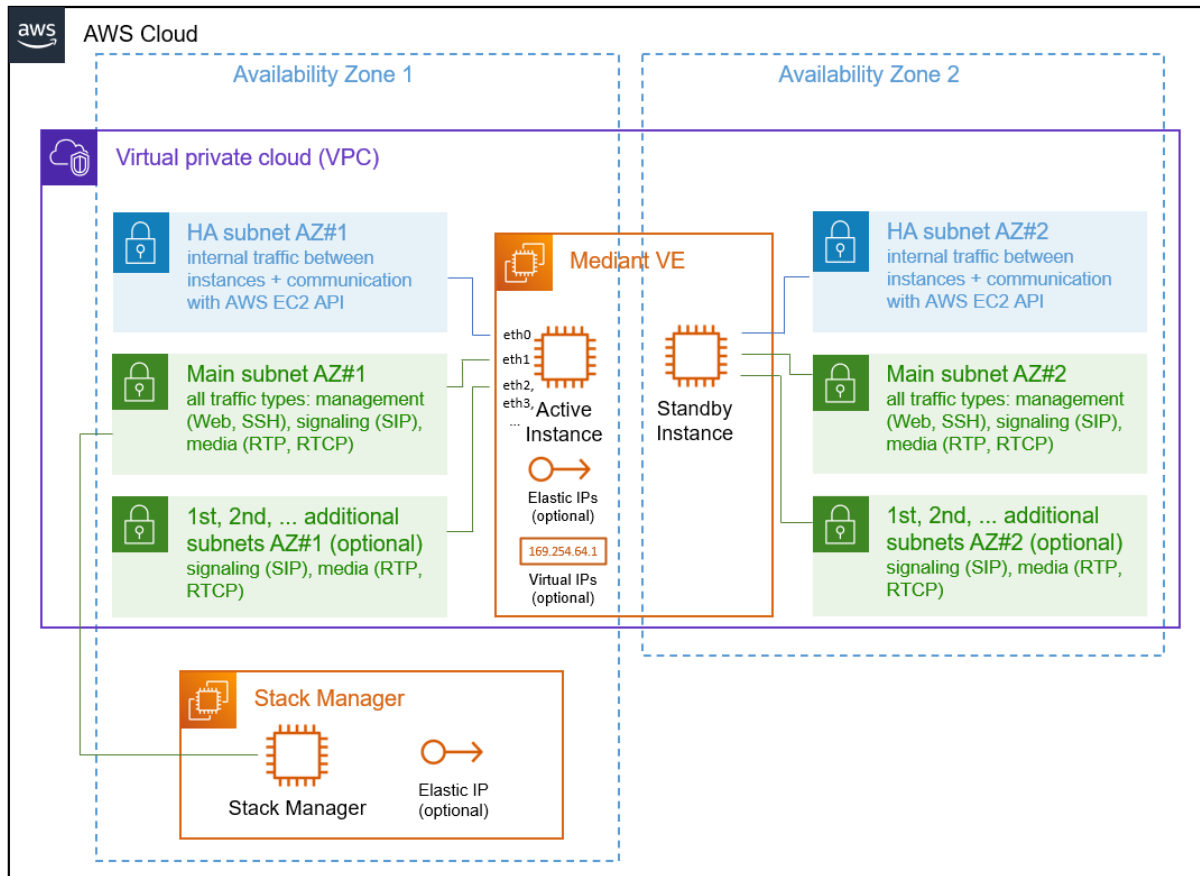 aws
AWS Cloud
Availability Zone 1
Availability Zone 2
Virtual private cloud (VPC)
HA subnet AZ#1
internal traffic between
instances + communication
with AWS EC2 API
Main subnet AZ#1
all traffic types: management
(Web, SSH), signaling (SIP),
media (RTP, RTCP)
1st, 2nd, ... additional
subnets AZ#1 (optional)
signaling (SIP), media (RTP,
RTCP)
Mediant VE
eth0
eth1
eth2,
eth3,
...
Active
Instance
Elastic IPs
(optional)
169.254.64.1
Virtual IPs
(optional)
Standby
Instance
HA subnet AZ#2
internal traffic between
instances + communication
with AWS EC2 API
Main subnet AZ#2
all traffic types: management
(Web, SSH), signaling (SIP),
media (RTP, RTCP)
1st, 2nd, ... additional
subnets AZ#2 (optional)
signaling (SIP), media (RTP,
RTCP)
Stack Manager
Stack Manager
Elastic IP
(optional)